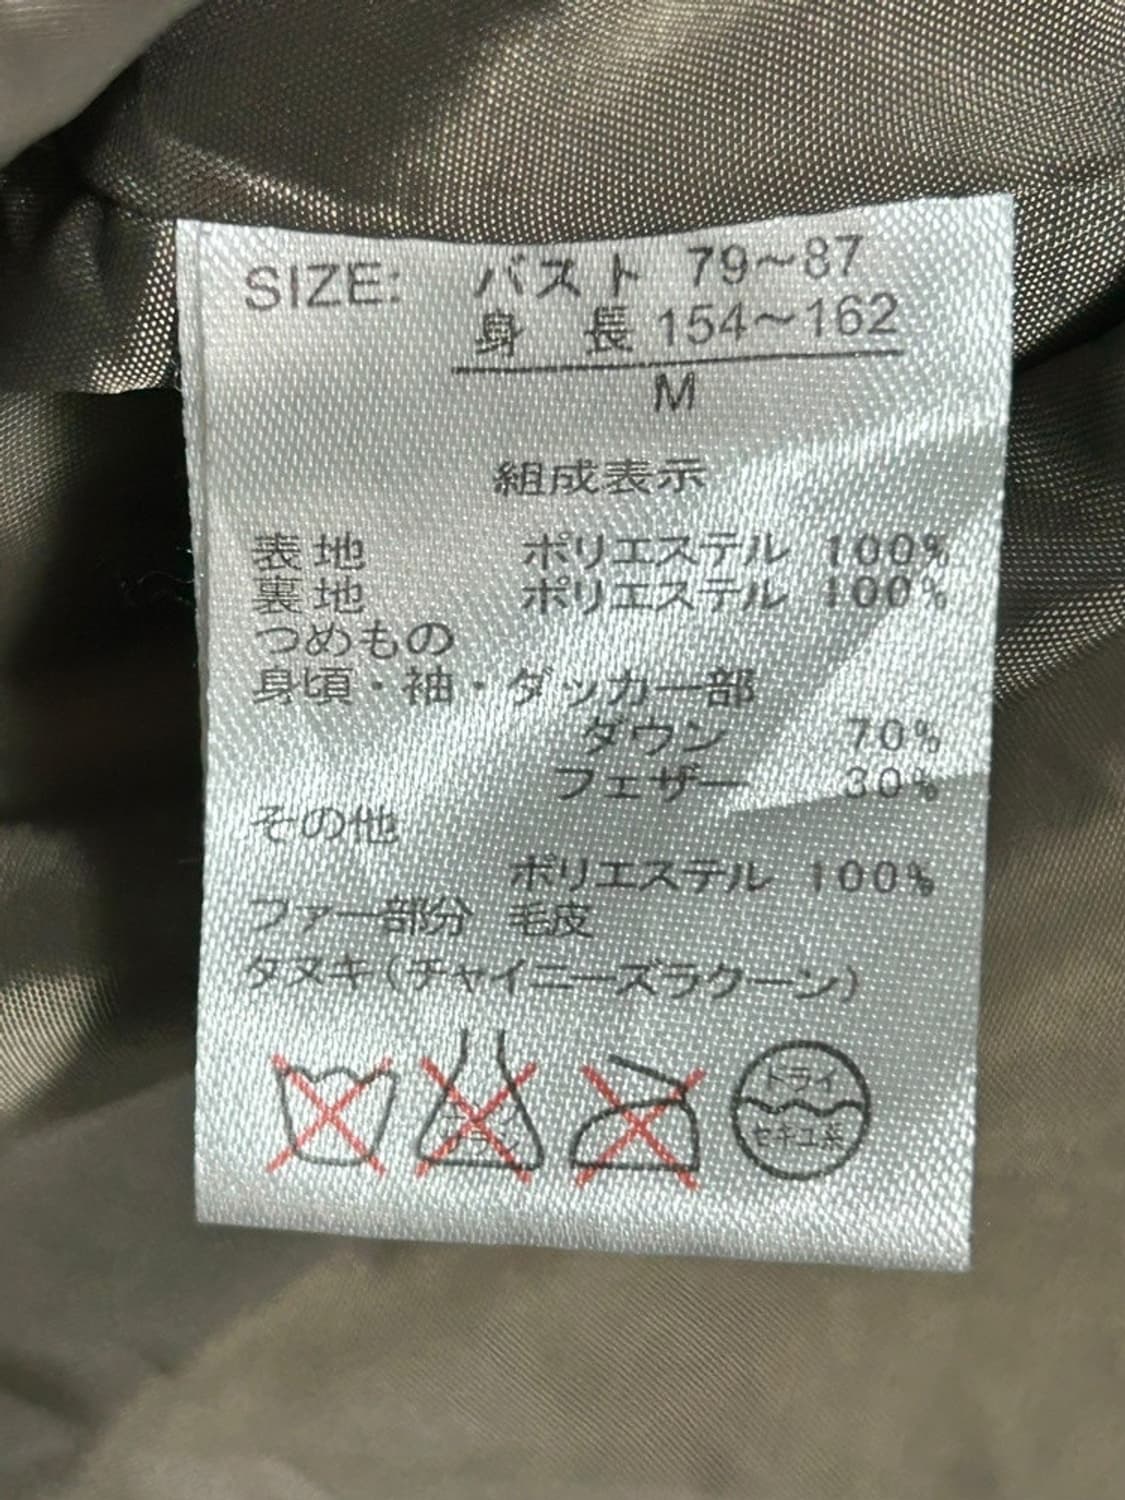 SIZE: バスト 79〜87
身 長 154〜162
M
組成表示
表地 ポリエステル 100%
裏地 ポリエステル 100%
つめもの
身頃・袖・ダッカー部
ダウン 70%
フェザー 30%
その他
ポリエステル 100%
ファー部分 毛皮
タヌキ(チャイニーズラクーン)
ドライ
セキユ系